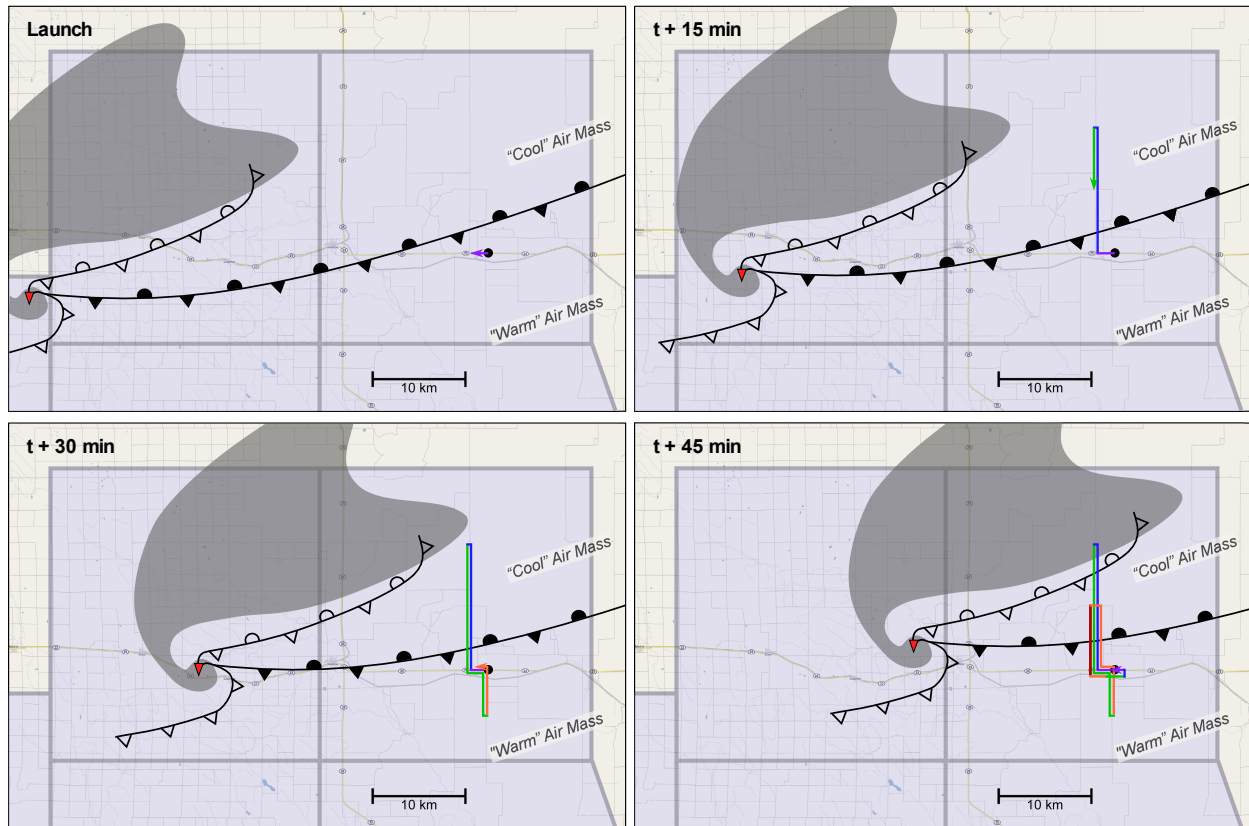 Launch
"Cool" Air Mass
"Warm" Air Mass
10 km
t + 15 min
"Cool" Air Mass
"Warm" Air Mass
10 km
t + 30 min
"Cool" Air Mass
"Warm" Air Mass
10 km
t + 45 min
"Cool" Air Mass
"Warm" Air Mass
10 km